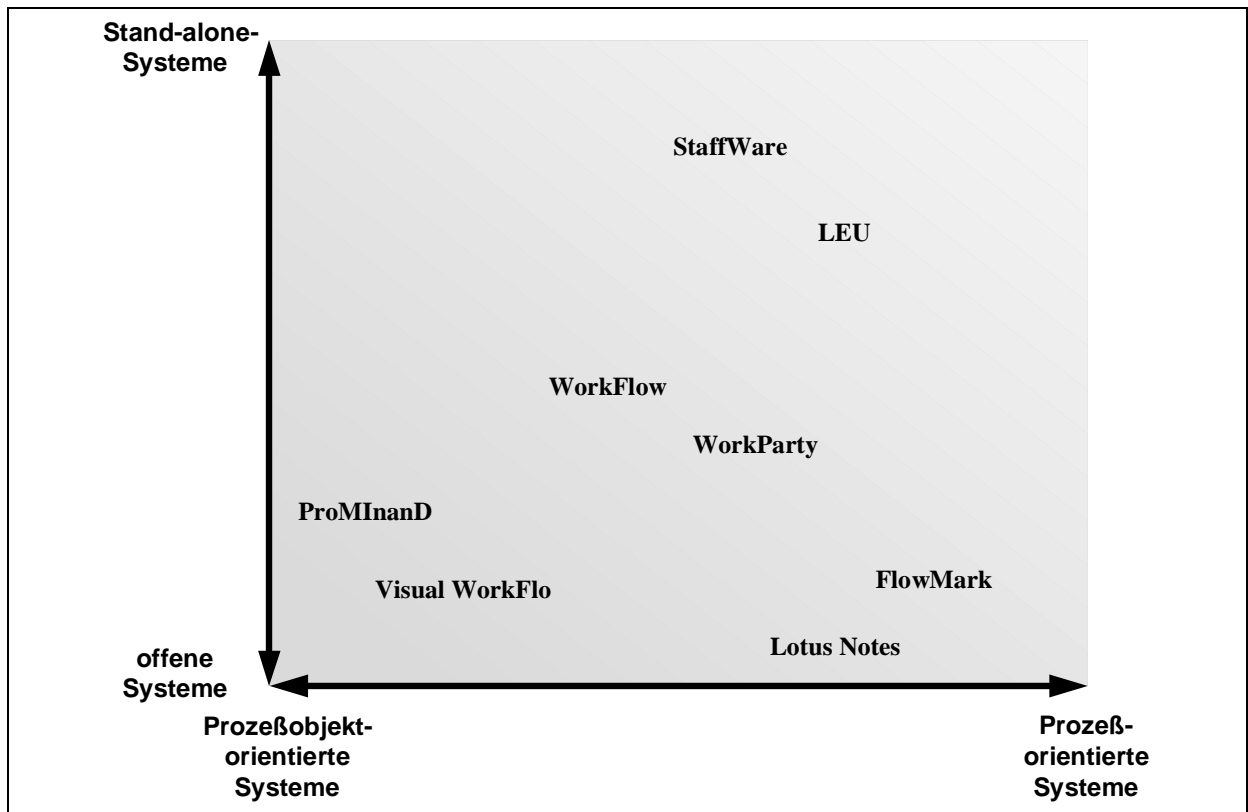 Stand-alone-
Systeme
StaffWare
LEU
WorkFlow
WorkParty
ProMInanD
FlowMark
Visual WorkFlo
Lotus Notes
offene
Systeme
Prozeßobjekt-
orientierte
Systeme
Prozeß-
orientierte
Systeme